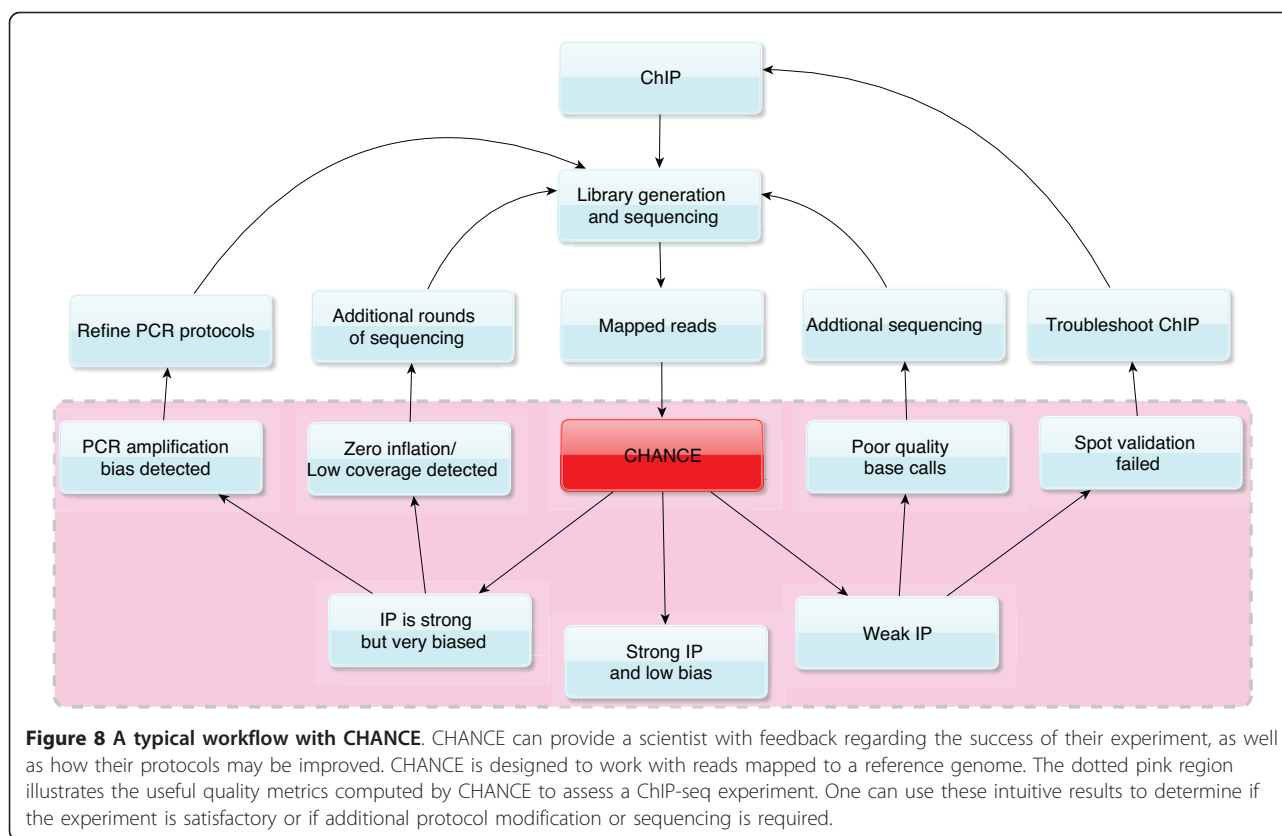 ChIP
Library generation
and sequencing
Refine PCR protocols
Additional rounds
of sequencing
Mapped reads
Addtional sequencing
Troubleshoot ChIP
PCR amplification
bias detected
Zero inflation/
Low coverage detected
CHANCE
Poor quality
base calls
Spot validation
failed
IP is strong
but very biased
Strong IP
and low bias
Weak IP
Figure 8 A typical workflow with CHANCE. CHANCE can provide a scientist with feedback regarding the success of their experiment, as well
as how their protocols may be improved. CHANCE is designed to work with reads mapped to a reference genome. The dotted pink region
illustrates the useful quality metrics computed by CHANCE to assess a ChIP-seq experiment. One can use these intuitive results to determine if
the experiment is satisfactory or if additional protocol modification or sequencing is required.